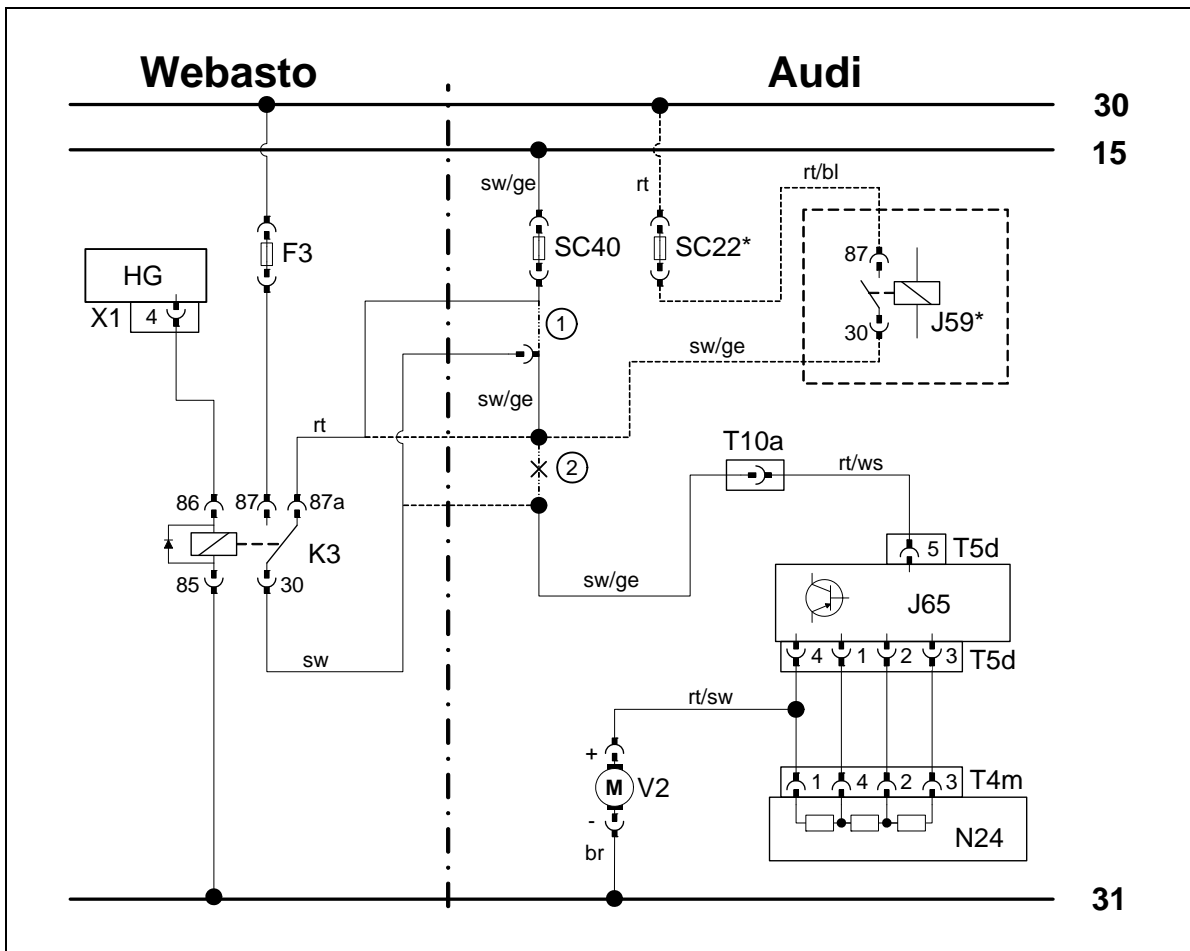 Webasto
Audi
30
15
sw/ge
rt
rt/bl
F3
SC40
SC22*
87
HG
X1
4
1
J59*
30
sw/ge
sw/ge
rt
T10a
rt/ws
2
86
87
87a
K3
5
T5d
85
30
sw/ge
J65
sw
4
1
2
3
T5d
rt/sw
+
M
V2
1
4
2
3
T4m
-
N24
br
31